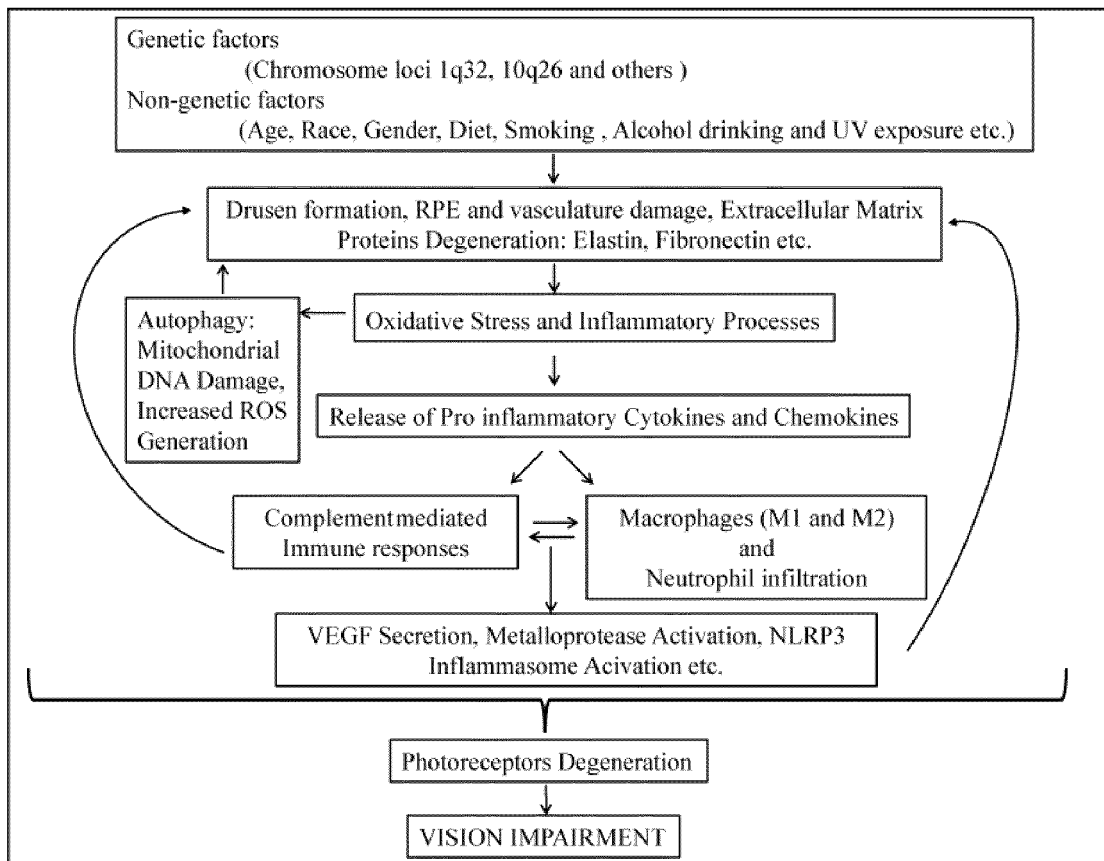 Genetic factors
(Chromosome loci 1q32, 10q26 and others )
Non-genetic factors
(Age, Race, Gender, Diet, Smoking , Alcohol drinking and UV exposure etc.)
Drusen formation, RPE and vasculature damage, Extracellular Matrix
Proteins Degeneration: Elastin, Fibronectin etc.
Oxidative Stress and Inflammatory Processes
Autophagy:
Mitochondrial
DNA Damage,
Increased ROS
Generation
Release of Pro inflammatory Cytokines and Chemokines
Complement mediated
Immune responses
Macrophages (M1 and M2)
and
Neutrophil infiltration
VEGF Secretion, Metalloprotease Activation, NLRP3
Inflammasome Acivation etc.
Photoreceptors Degeneration
VISION IMPAIRMENT